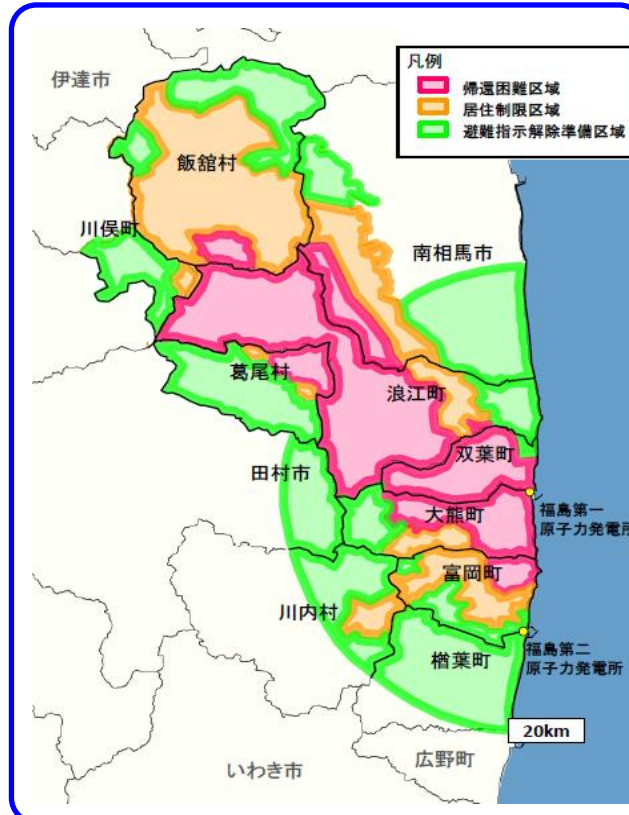 伊達市
凡例
帰還困難区域
居住制限区域
避難指示解除準備区域
飯舘村
川俣町
南相馬市
葛尾村
浪江町
双葉町
田村市
大熊町
福島第一
原子力発電所
富岡町
川内村
楢葉町
福島第二
原子力発電所
20km
広野町
いわき市